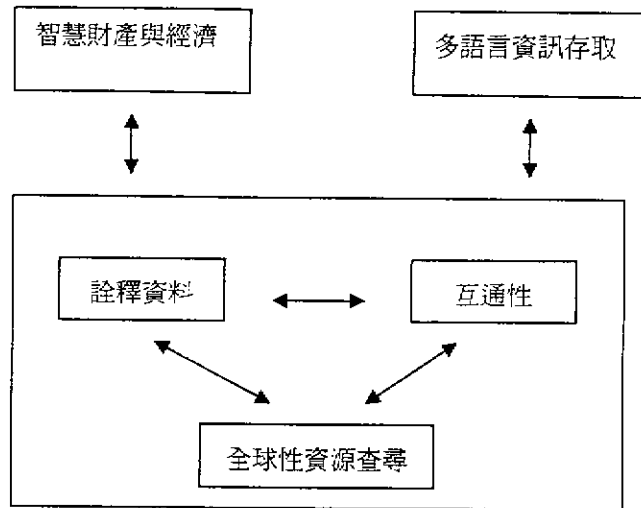 智慧財產與經濟
多語言資訊存取
詮釋資料
互通性
全球性資源查尋